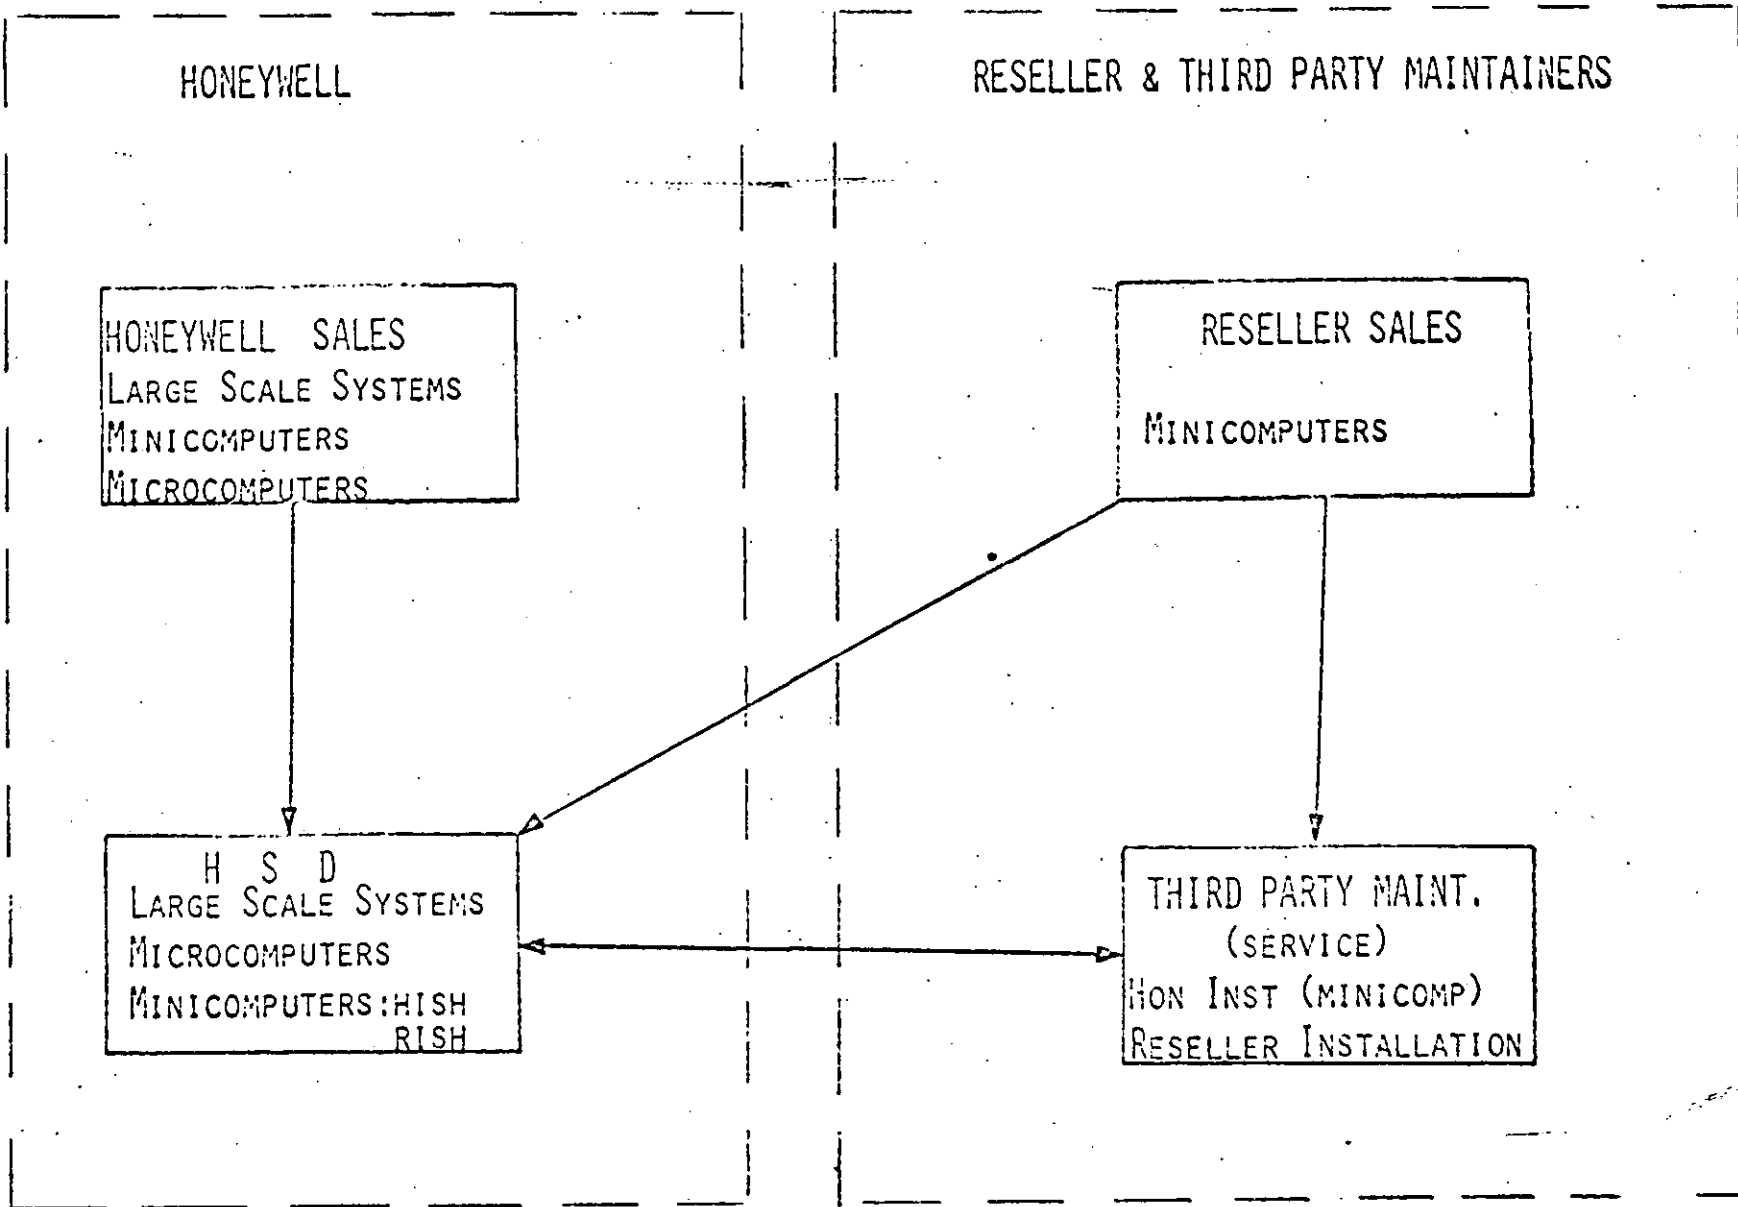 HONEYWELL
RESELLER & THIRD PARTY MAINTAINERS
HONEYWELL SALES
LARGE SCALE SYSTEMS
MINICOMPUTERS
MICROCOMPUTERS
RESELLER SALES
MINICOMPUTERS
H S D
LARGE SCALE SYSTEMS
MICROCOMPUTERS
MINICOMPUTERS:HISH
RISH
THIRD PARTY MAINT.
(SERVICE)
HON INST (MINICOMP)
RESELLER INSTALLATION